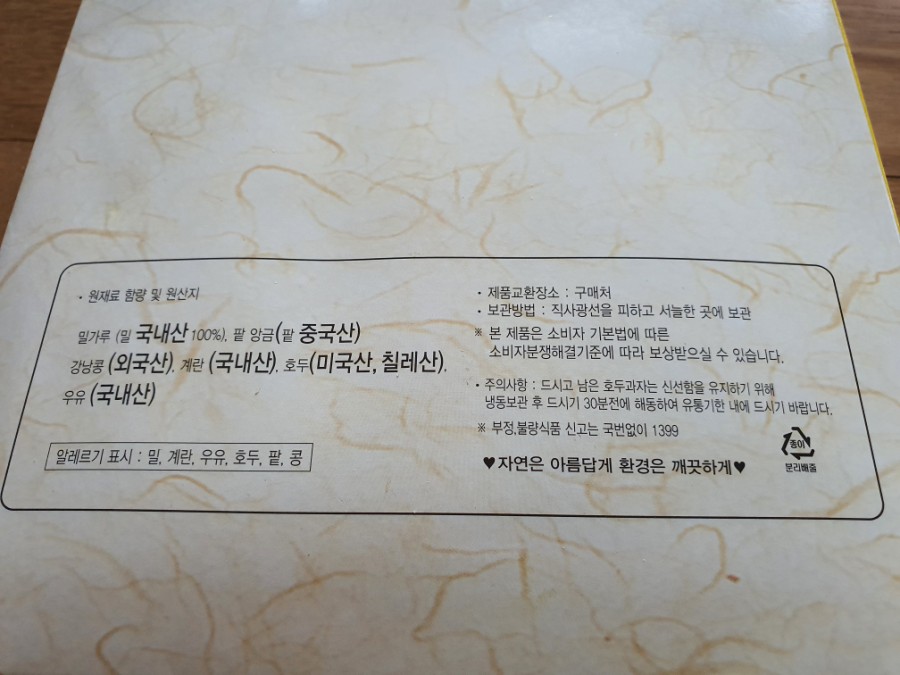 · 원재료 함량 및 원산지
밀가루 (밀 국내산 100%), 팥 앙금(팥 중국산)
강낭콩 (외국산), 계란 (국내산), 호두(미국산, 칠레산),
우유 (국내산)
알레르기 표시 : 밀, 계란, 우유, 호두, 팥, 콩
· 제품교환장소 : 구매처
· 보관방법 : 직사광선을 피하고 서늘한 곳에 보관
※ 본 제품은 소비자 기본법에 따른
소비자분쟁해결기준에 따라 보상받으실 수 있습니다.
· 주의사항 : 드시고 남은 호두과자는 신선함을 유지하기 위해
냉동보관 후 드시기 30분전에 해동하여 유통기한 내에 드시기 바랍니다.
※ 부정,불량식품 신고는 국번없이 1399
♥자연은 아름답게 환경은 깨끗하게♥
종이
분리배출